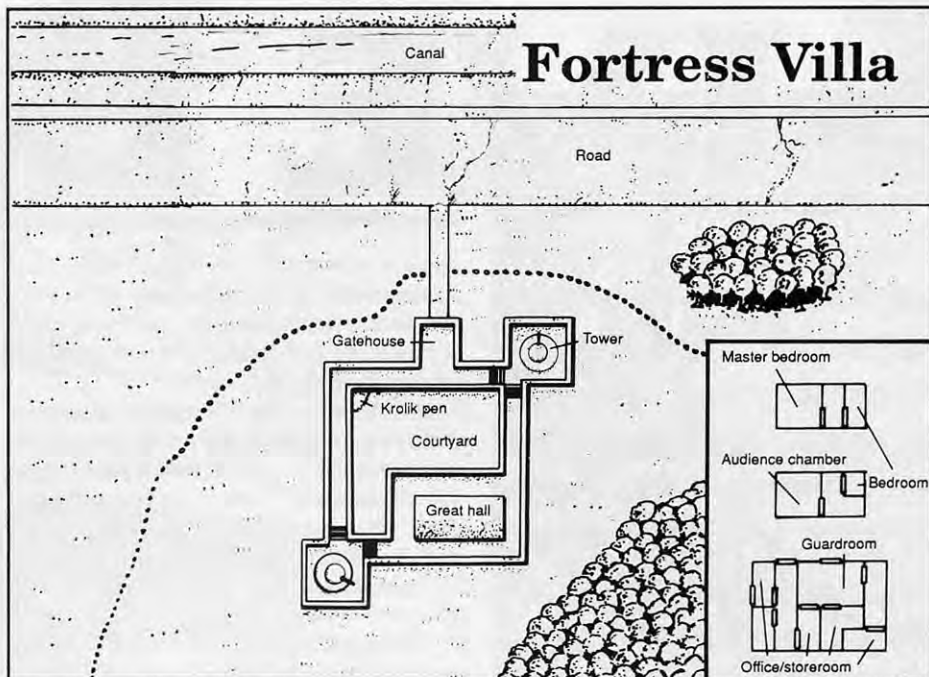 Canal
Fortress Villa
Road
Gatehouse
Tower
Krolik pen
Courtyard
Great hall
Master bedroom
Audience chamber
Bedroom
Guardroom
Office/storeroom